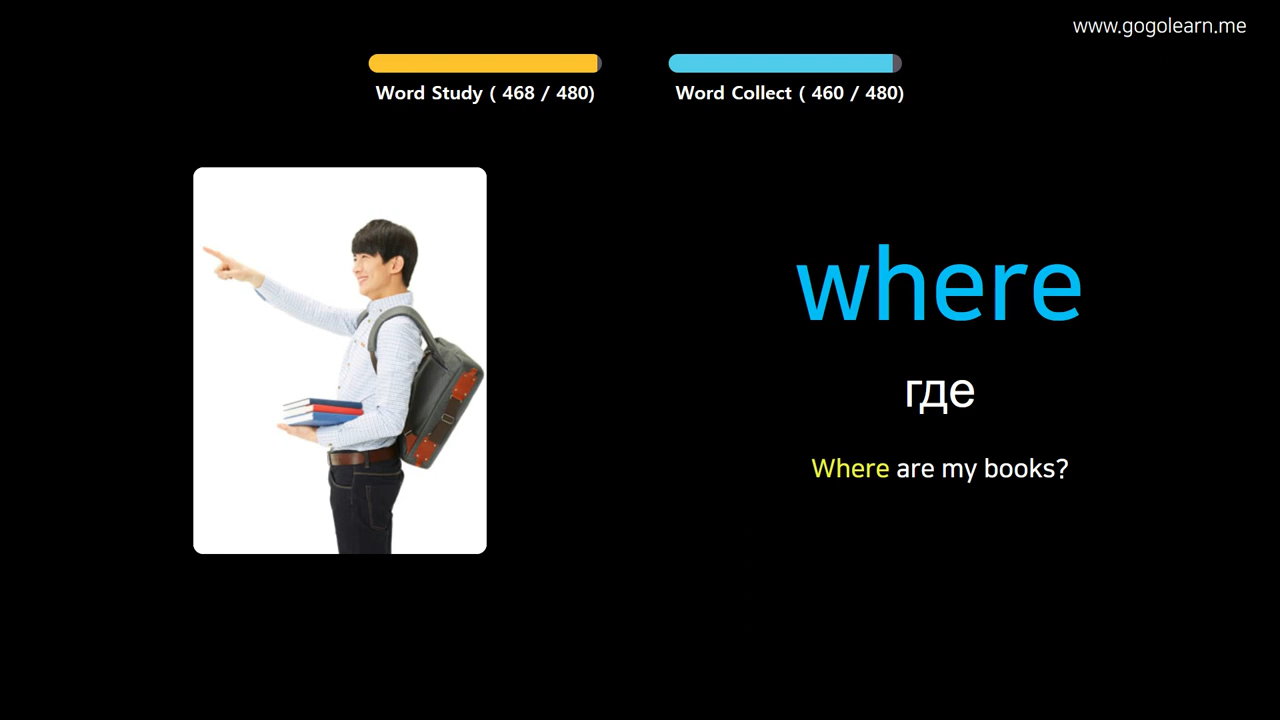 www.gogolearn.me
Word Study ( 468 / 480)
Word Collect ( 460 / 480)
where
где
Where are my books?